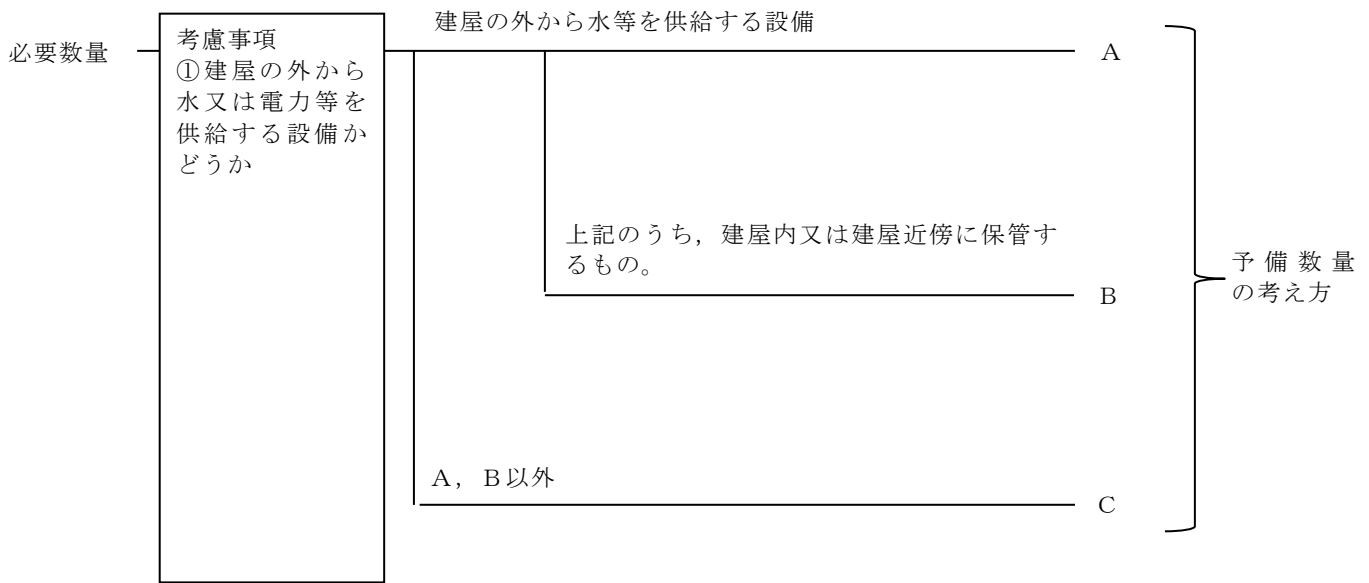 建屋の外から水等を供給する設備
必要数量
考慮事項
①建屋の外から
水又は電力等を
供給する設備か
どうか
A
上記のうち，建屋内又は建屋近傍に保管す
るもの。
B
予備数量
の考え方
A，B以外
C